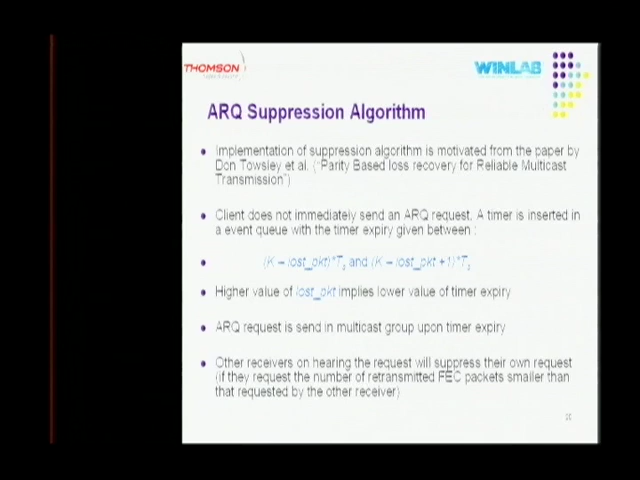 THOMSON
WINLAB
ARQ Suppression Algorithm
Implementation of suppression algorithm is motivated from the paper by
Don Towsley et al. ("Parity Based loss recovery for Reliable Multicast
Transmission")
Client does not immediately send an ARQ request. A timer is inserted in
a event queue with the timer expiry given between :
(K – lost_pkt)*Ts and (K – lost_pkt +1)*Ts
Higher value of lost_pkt implies lower value of timer expiry
ARQ request is send in multicast group upon timer expiry
Other receivers on hearing the request will suppress their own request
(if they request the number of retransmitted FEC packets smaller than
that requested by the other receiver)